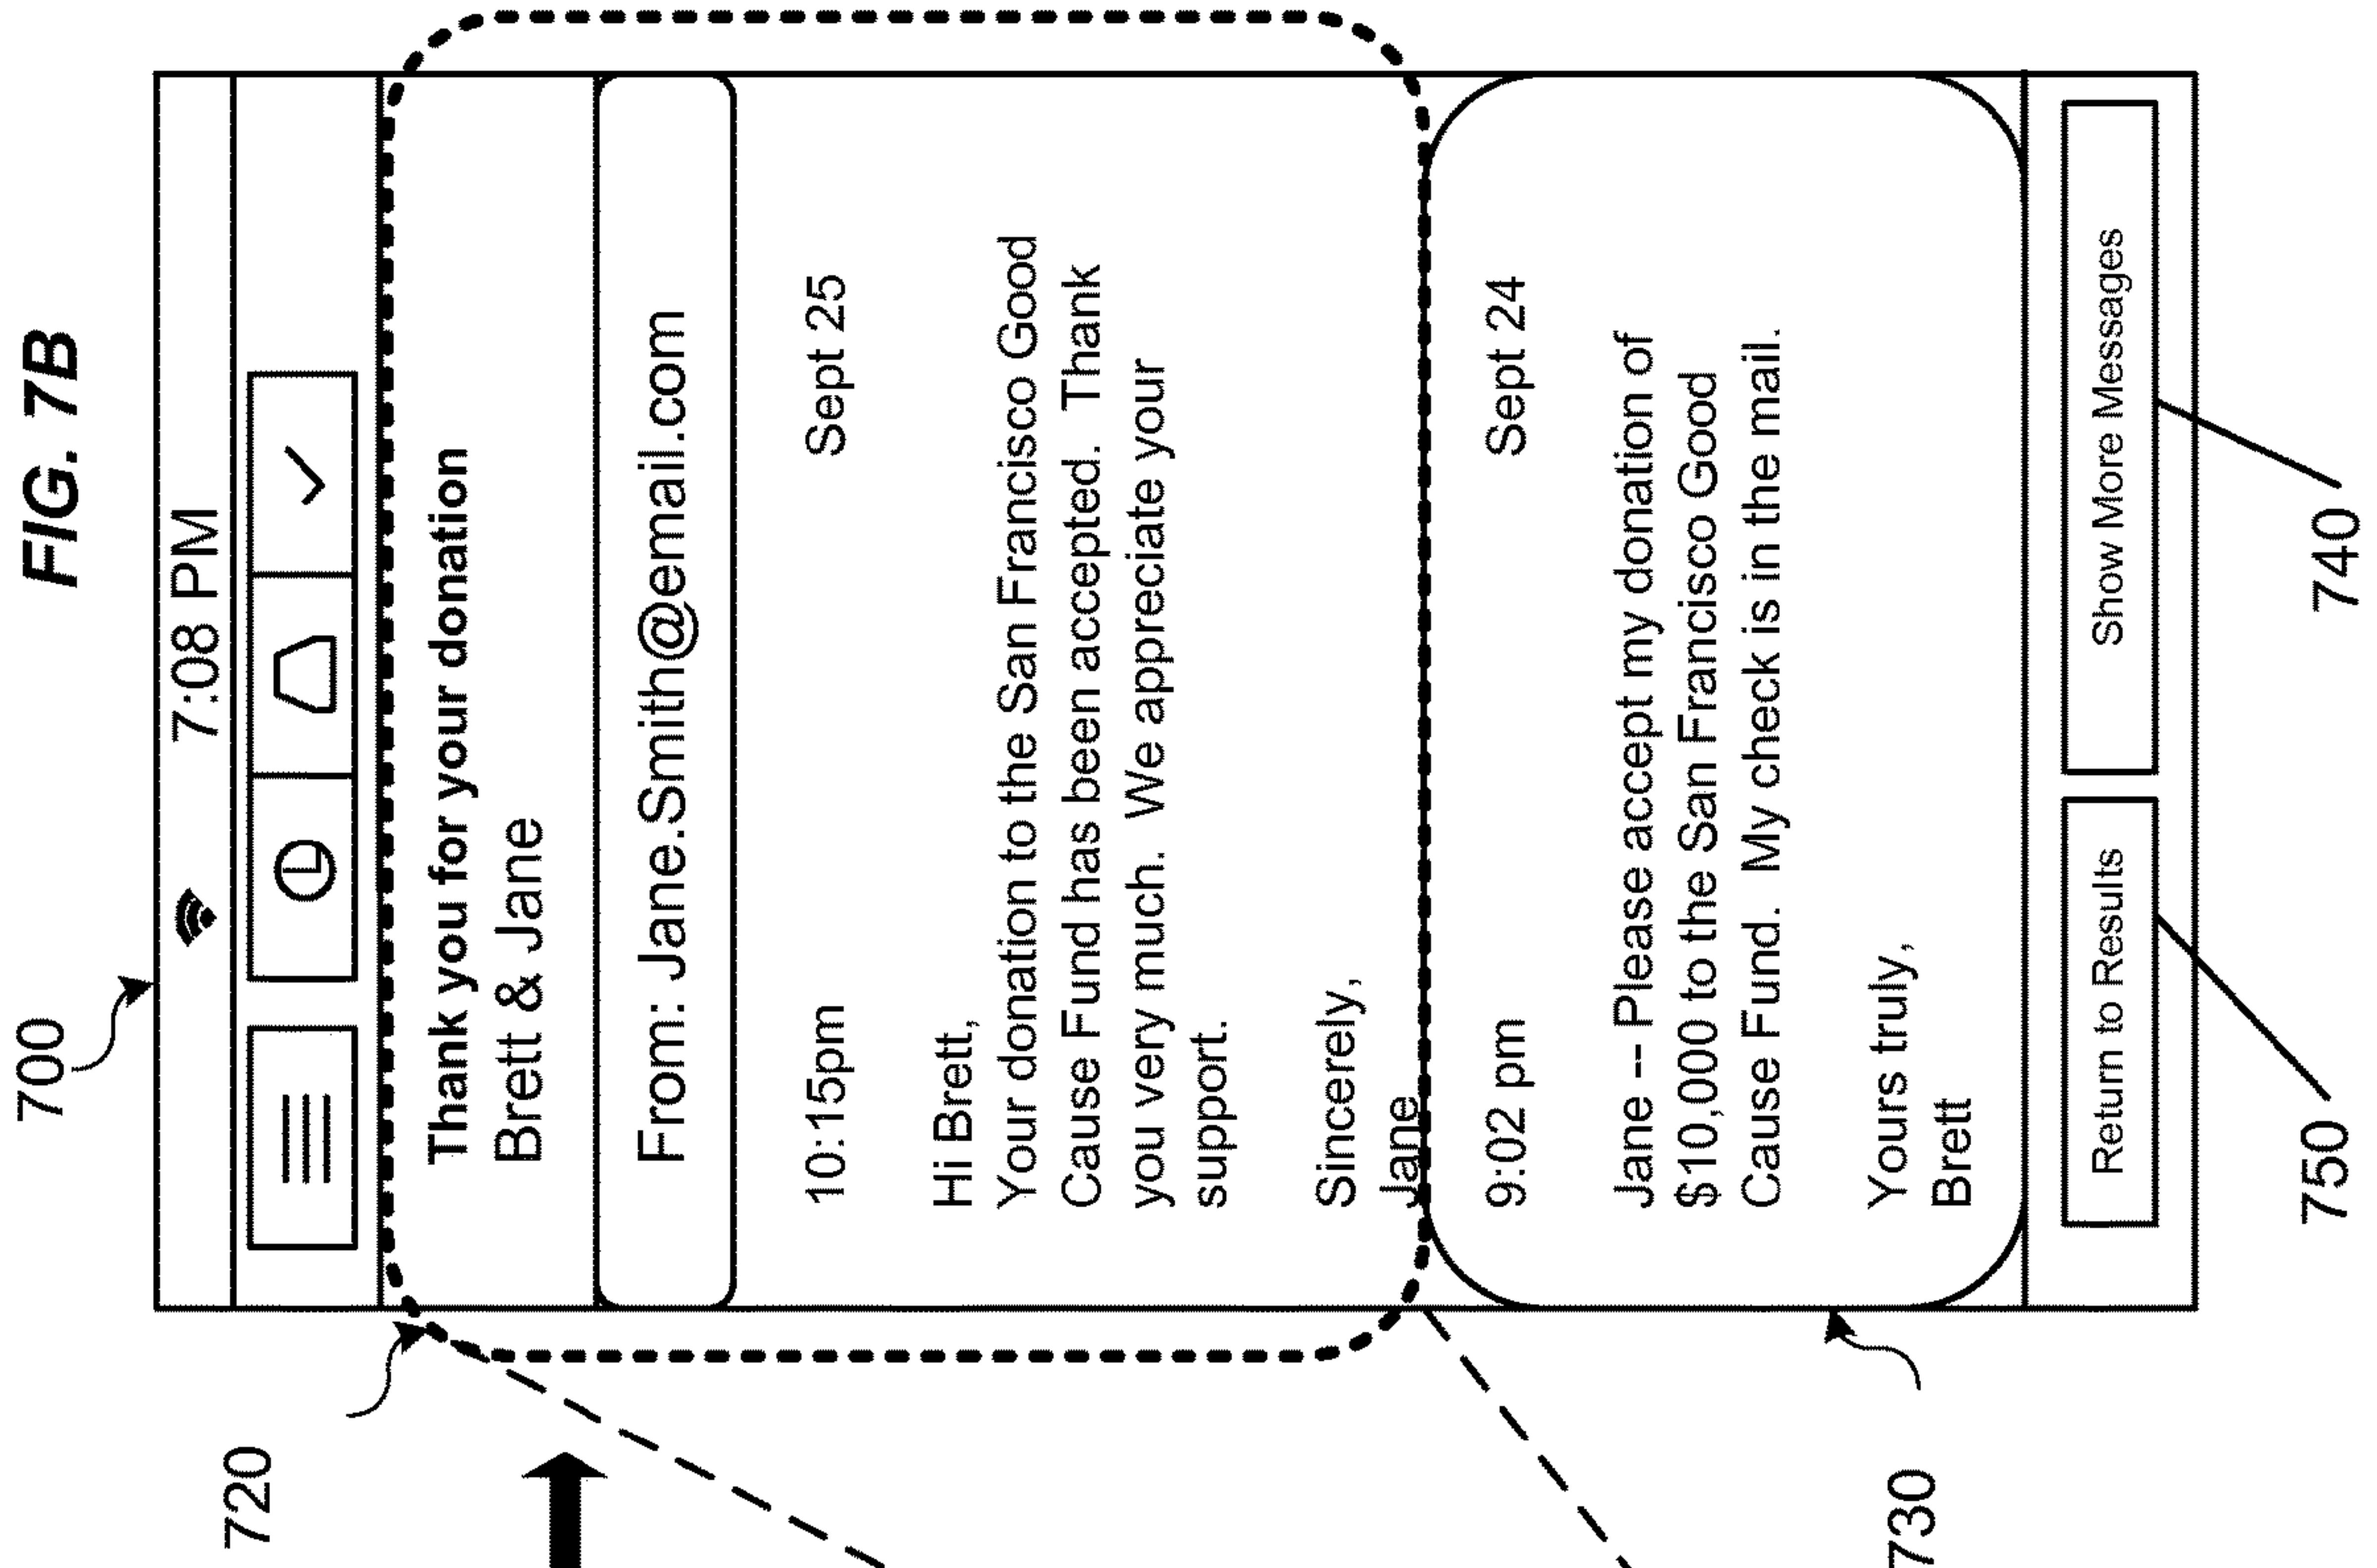 FIG. 7B
700
7:08 PM
720
Thank you for your donation
Brett & Jane
From: Jane.Smith@email.com
10:15pm Sept 25
Hi Brett,
Your donation to the San Francisco Good
Cause Fund has been accepted. Thank
you very much. We appreciate your
support.
Sincerely,
Jane
9:02 pm Sept 24
Jane -- Please accept my donation of
$10,000 to the San Francisco Good
Cause Fund. My check is in the mail.
Yours truly,
Brett
730
Return to Results Show More Messages
750 740